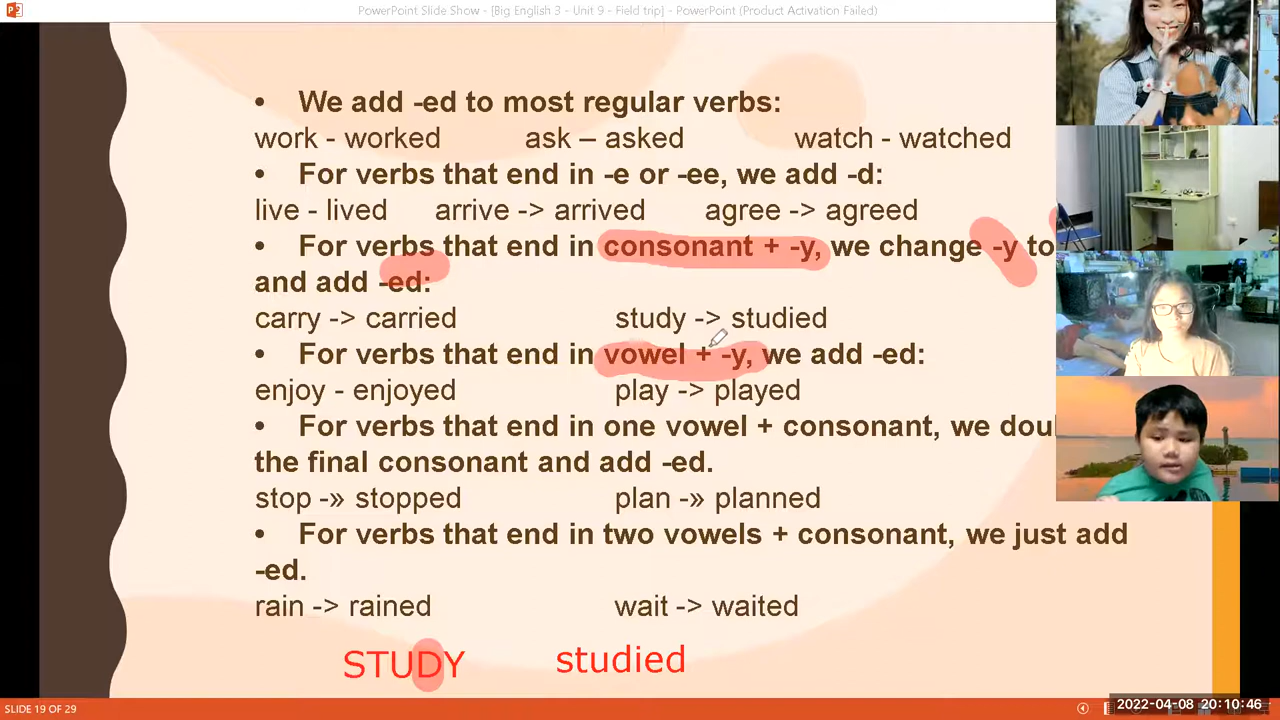 PowerPoint Slide Show - [Big English 3 - Unit 9 - Field trip] - PowerPoint (Product Activation Failed)
• We add -ed to most regular verbs:
work - worked ask – asked watch - watched
• For verbs that end in -e or -ee, we add -d:
live - lived arrive -> arrived agree -> agreed
• For verbs that end in consonant + -y, we change -y to
and add -ed:
carry -> carried study -> studied
• For verbs that end in vowel + -y, we add -ed:
enjoy - enjoyed play -> played
• For verbs that end in one vowel + consonant, we doul
the final consonant and add -ed.
stop -» stopped plan -» planned
• For verbs that end in two vowels + consonant, we just add
-ed.
rain -> rained wait -> waited
STUDY studied
SLIDE 19 OF 29
2022-04-08 20:10:46